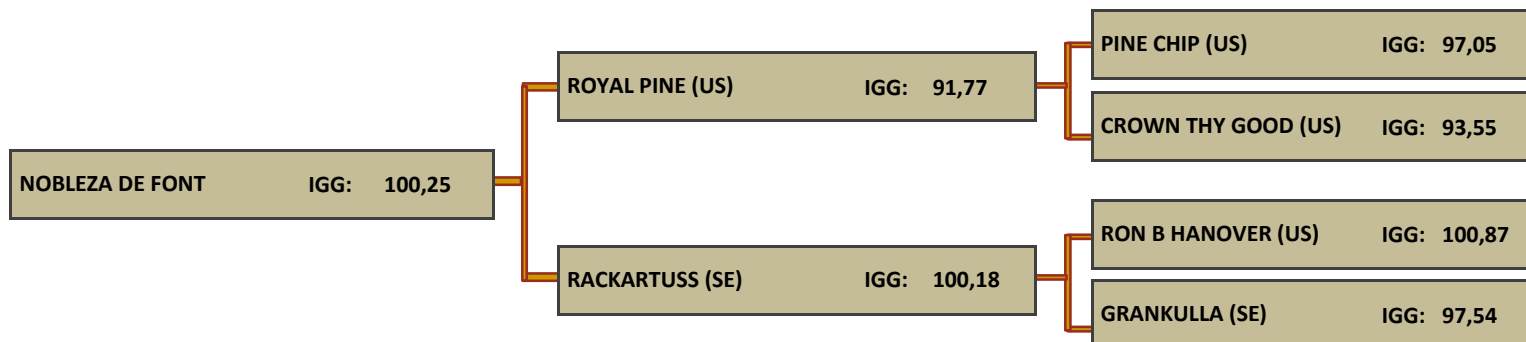 PINE CHIP (US) IGG: 97,05
ROYAL PINE (US) IGG: 91,77
CROWN THY GOOD (US) IGG: 93,55
NOBLEZA DE FONT IGG: 100,25
RON B HANOVER (US) IGG: 100,87
RACKARTUSS (SE) IGG: 100,18
GRANKULLA (SE) IGG: 97,54